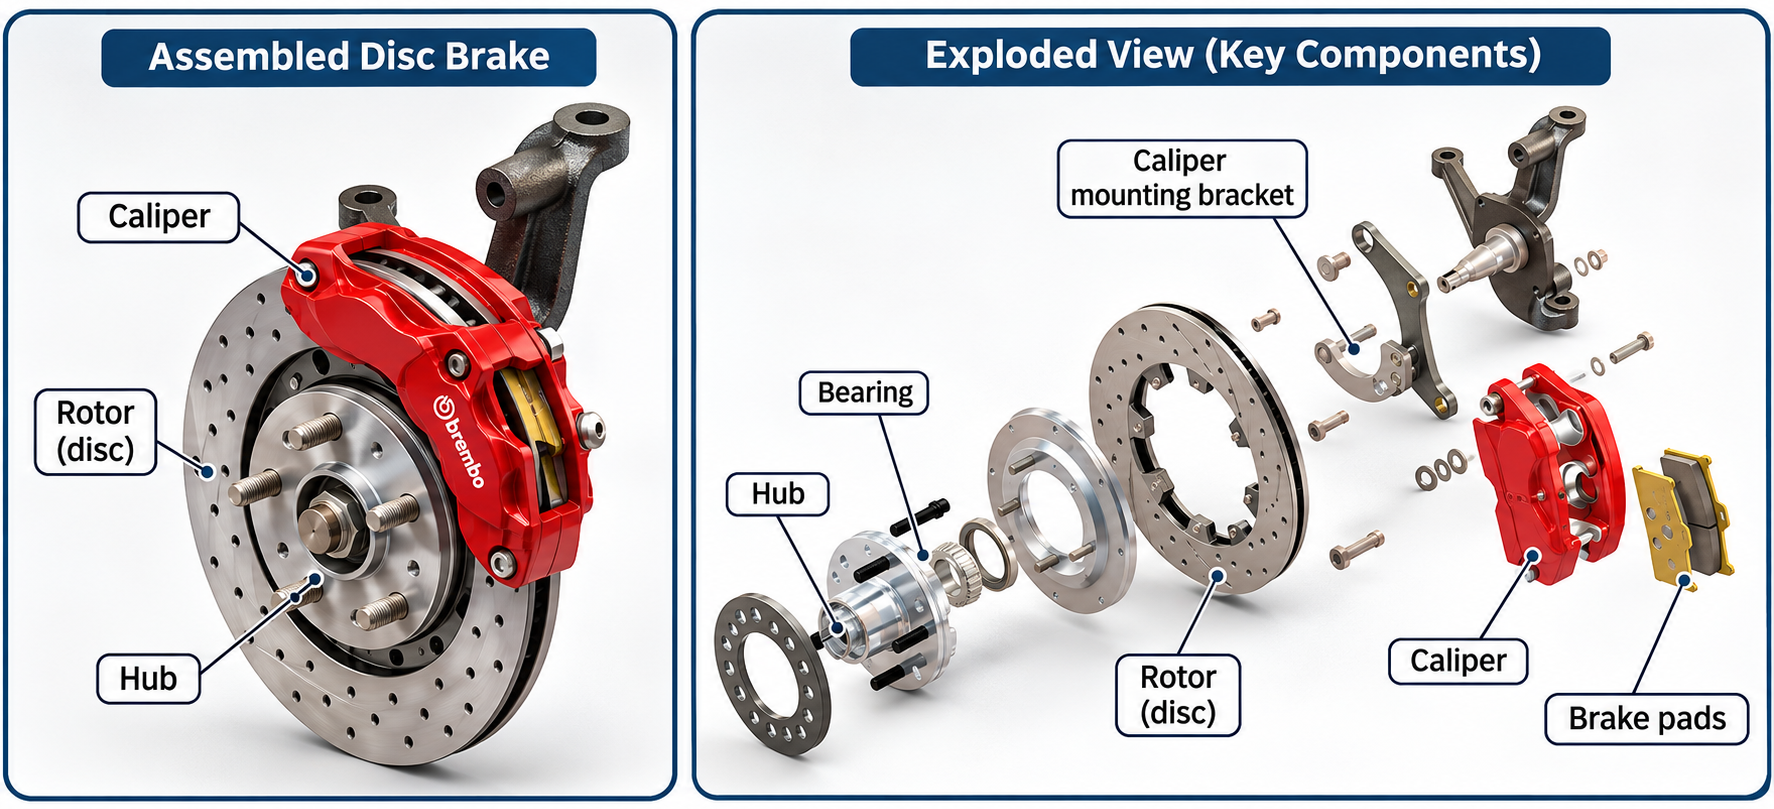 Assembled Disc Brake
Caliper
Rotor
(disc)
brembo
Hub
Exploded View (Key Components)
Caliper
mounting bracket
Bearing
Hub
Rotor
(disc)
Caliper
Brake pads